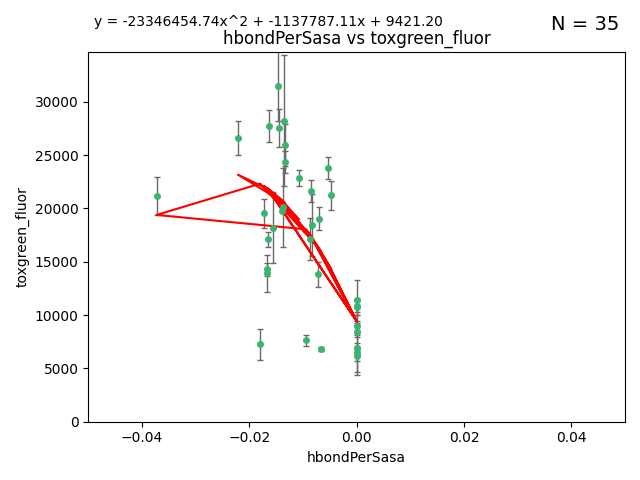 y = -23346454.74x^2 + -1137787.11x + 9421.20
N = 35
hbondPerSasa vs toxgreen_fluor
30000
25000
20000
15000
10000
5000
0
toxgreen_fluor
−0.04
−0.02
0.00
0.02
0.04
hbondPerSasa